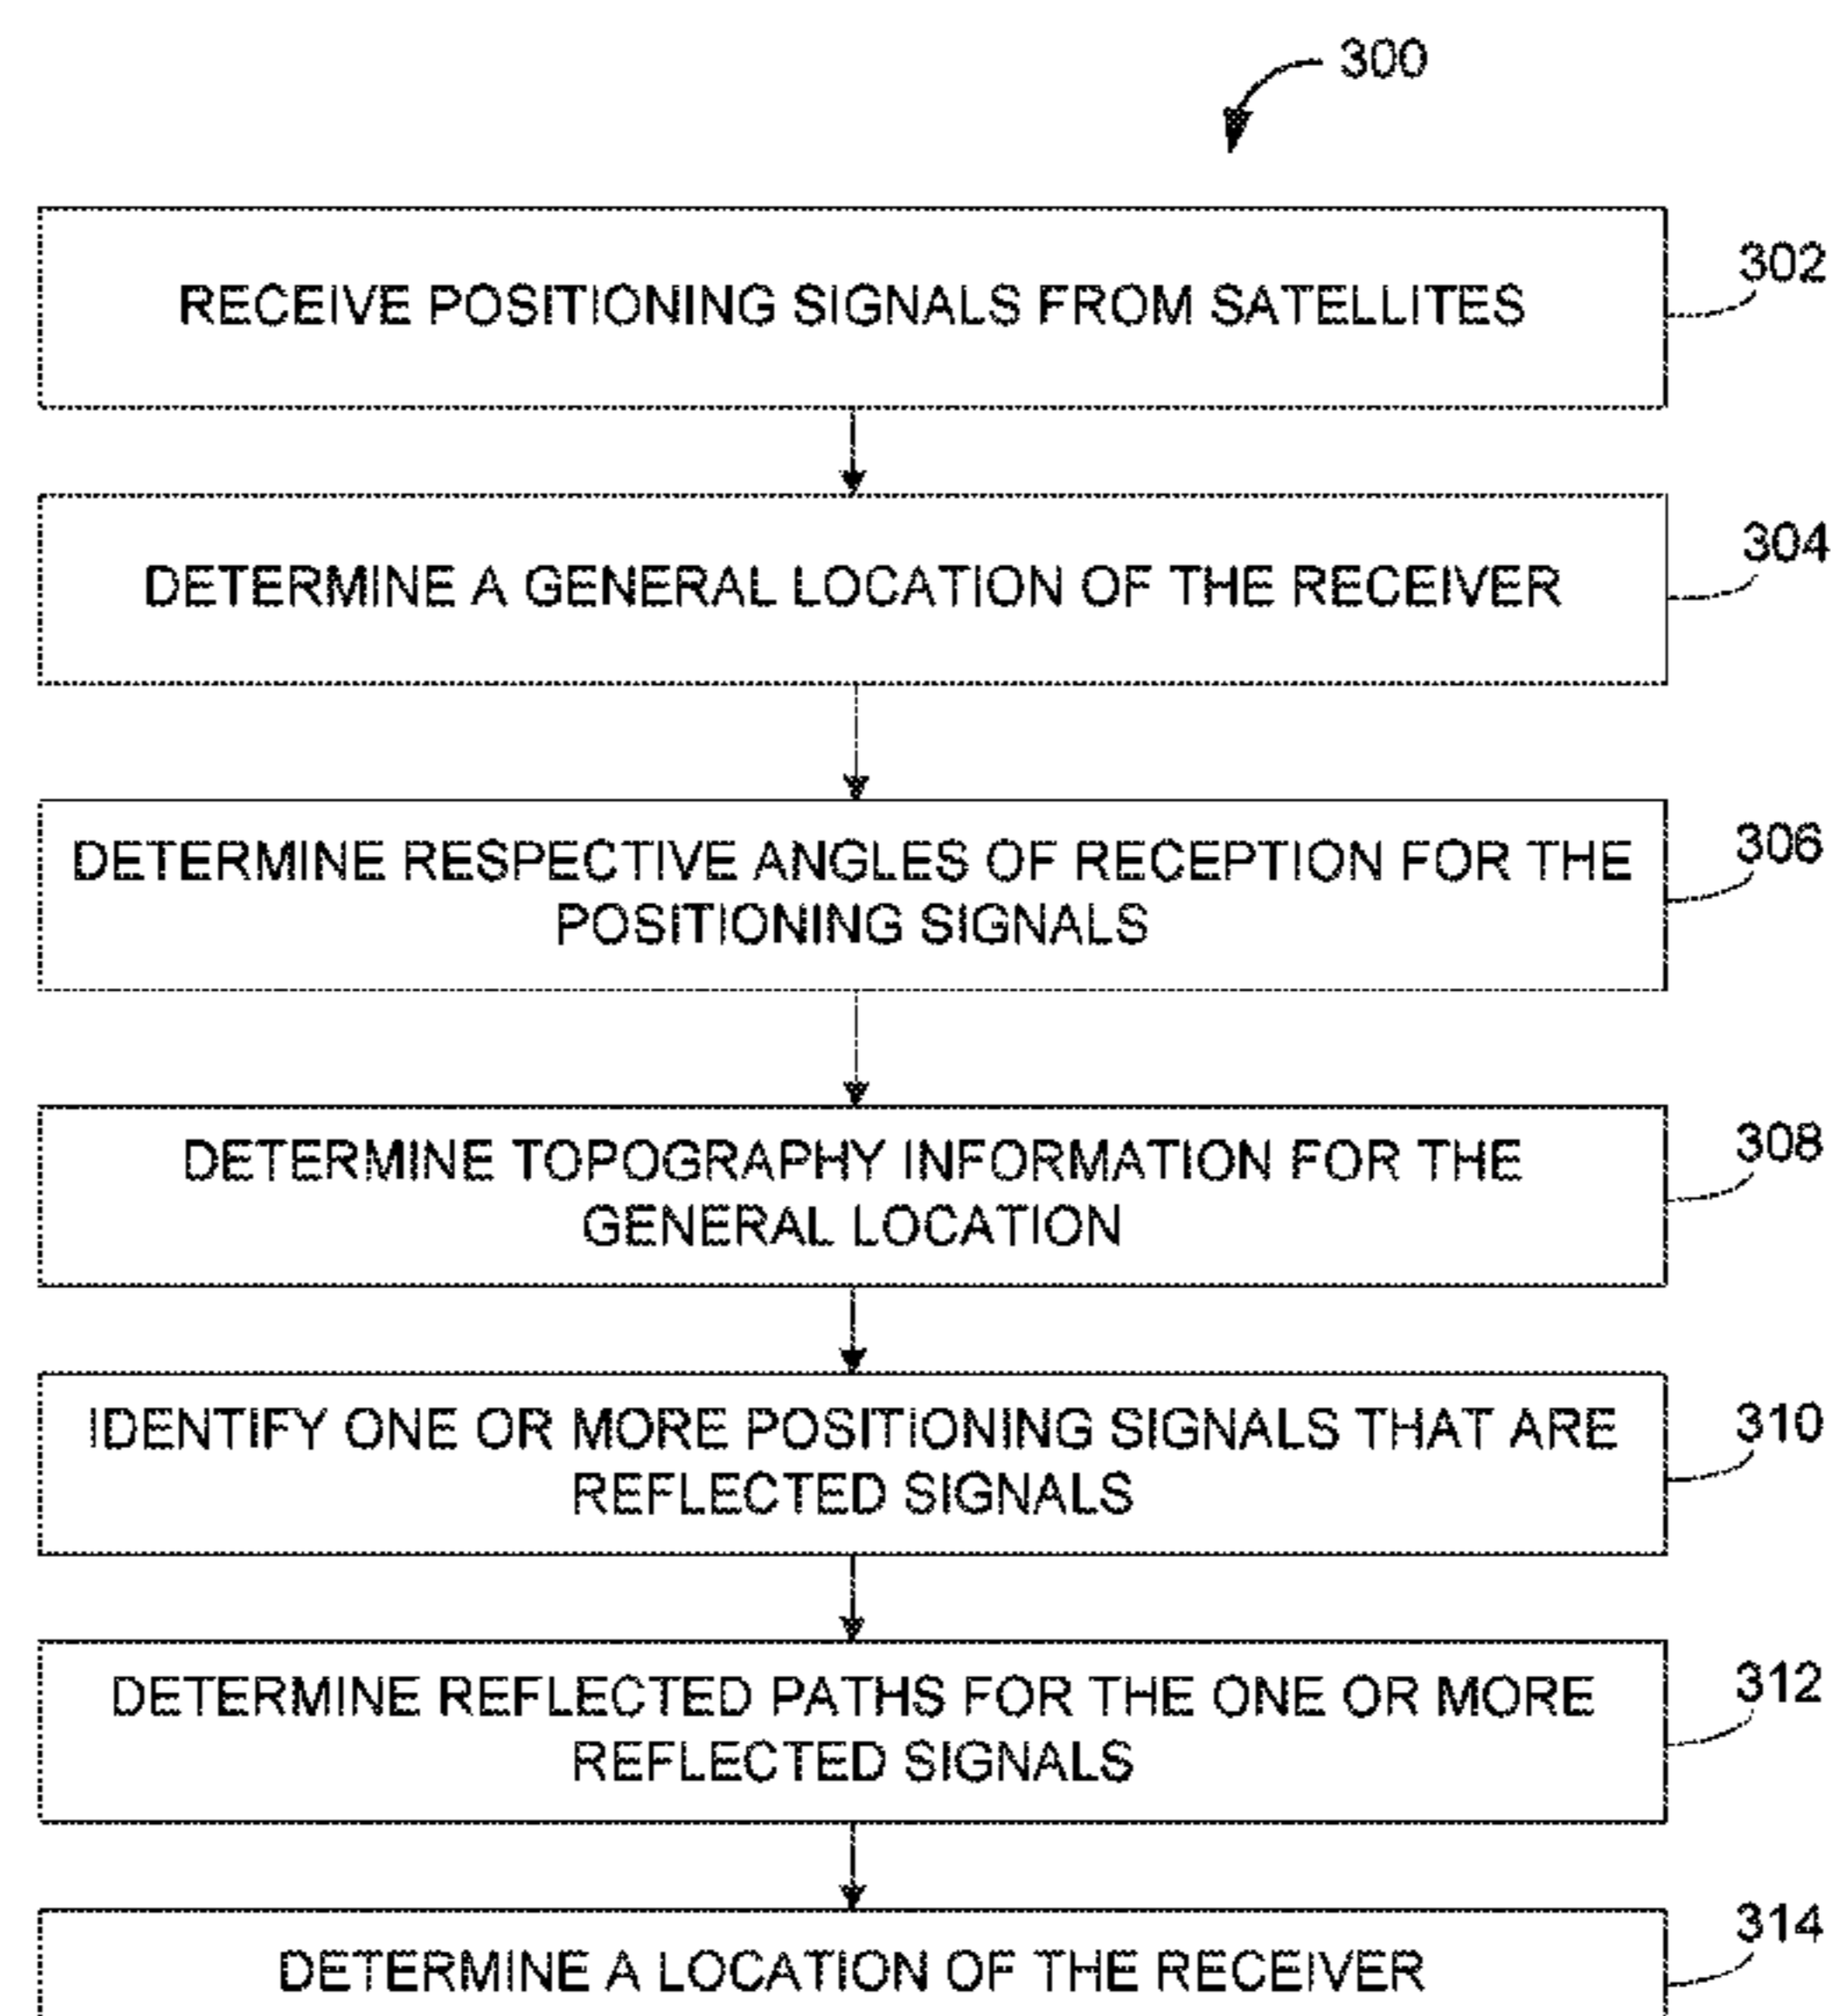 300
RECEIVE POSITIONING SIGNALS FROM SATELLITES
302
DETERMINE A GENERAL LOCATION OF THE RECEIVER
304
DETERMINE RESPECTIVE ANGLES OF RECEPTION FOR THE
POSITIONING SIGNALS
306
DETERMINE TOPOGRAPHY INFORMATION FOR THE
GENERAL LOCATION
308
IDENTIFY ONE OR MORE POSITIONING SIGNALS THAT ARE
REFLECTED SIGNALS
310
DETERMINE REFLECTED PATHS FOR THE ONE OR MORE
REFLECTED SIGNALS
312
DETERMINE A LOCATION OF THE RECEIVER
314